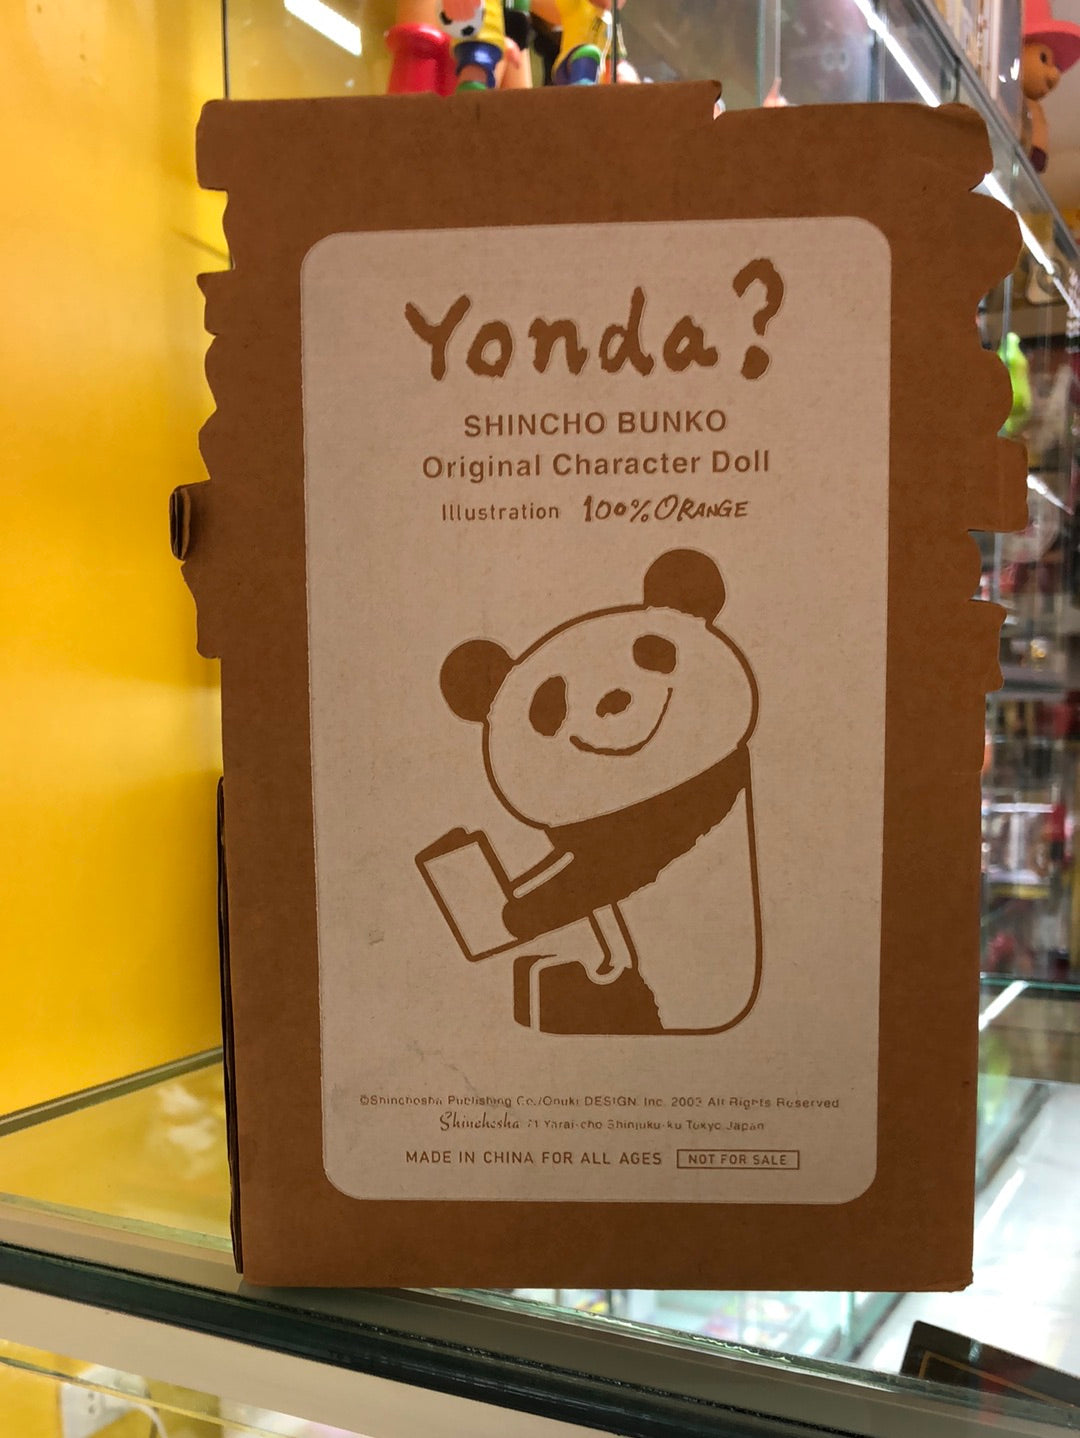 Yonda?
SHINCHO BUNKO
Original Character Doll
Illustration 100%ORANGE
©Shinchosha Publishing Co./Onuki DESIGN. Inc. All Rights Reserved
Shinchosha 71 Yarai-cho Shinjuku-ku Tokyo Japan
MADE IN CHINA FOR ALL AGES NOT FOR SALE